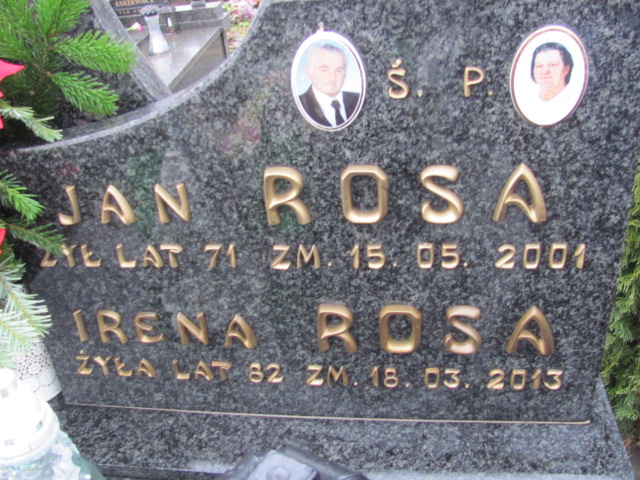 Ś. P.
JAN ROSA
ŻYŁ LAT 71 ZM. 15. 05. 2001
IRENA ROSA
ŻYŁA LAT 82 ZM. 18. 03. 2013